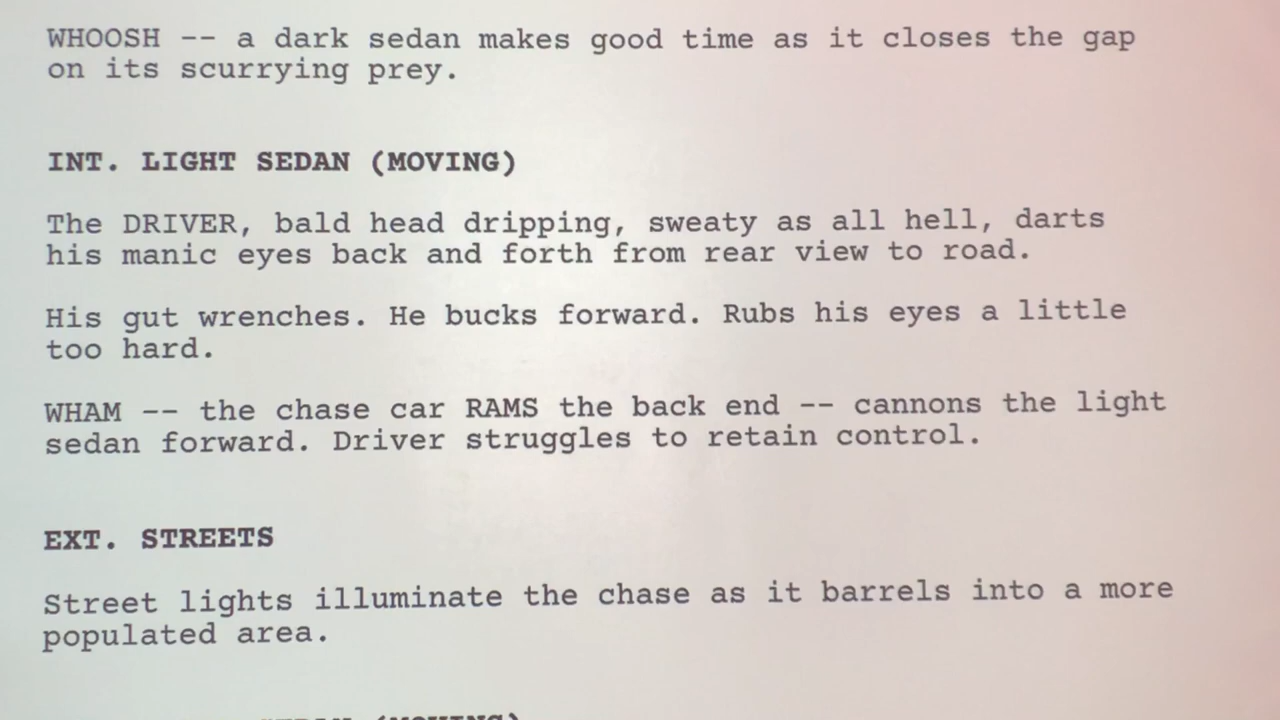 WHOOSH -- a dark sedan makes good time as it closes the gap
on its scurrying prey.
INT. LIGHT SEDAN (MOVING)
The DRIVER, bald head dripping, sweaty as all hell, darts
his manic eyes back and forth from rear view to road.
His gut wrenches. He bucks forward. Rubs his eyes a little
too hard.
WHAM -- the chase car RAMS the back end -- cannons the light
sedan forward. Driver struggles to retain control.
EXT. STREETS
Street lights illuminate the chase as it barrels into a more
populated area.
SEDAN (MOVING)